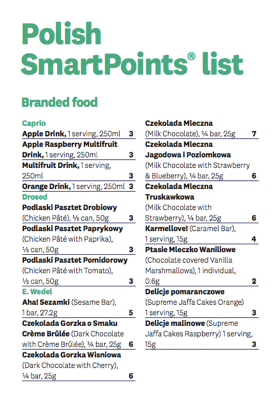 Polish
SmartPoints® list
Branded food
Caprio
Apple Drink, 1 serving, 250ml 3
Apple Raspberry Multifruit
Drink, 1 serving, 250ml 3
Multifruit Drink, 1 serving,
250ml 3
Orange Drink, 1 serving, 250ml 3
Drosed
Podlaski Pasztet Drobiowy
(Chicken Pâté), ½ can, 50g 3
Podlaski Pasztet Paprykowy
(Chicken Pâté with Paprika),
½ can, 50g 3
Podlaski Pasztet Pomidorowy
(Chicken Pâté with Tomato),
½ can, 50g 3
E. Wedel
Aha! Sezamki (Sesame Bar),
1 bar, 27.2g 5
Czekolada Gorzka o Smaku
Crème Brûlée (Dark Chocolate
with Crème Brûlée), ¼ bar, 25g 6
Czekolada Gorzka Wisniowa
(Dark Chocolate with Cherry),
¼ bar, 25g 6
Czekolada Mleczna
(Milk Chocolate), ¼ bar, 25g 7
Czekolada Mleczna
Jagodowa i Poziomkowa
(Milk Chocolate with Strawberry
& Blueberry), ¼ bar, 25g 6
Czekolada Mleczna
Truskawkowa
(Milk Chocolate with
Strawberry), ¼ bar, 25g 6
Karmellove! (Caramel Bar),
1 serving, 15g 4
Ptasie Mleczko Waniliowe
(Chocolate covered Vanilla
Marshmallows), 1 individual,
0.6g 2
Delicje pomaranczowe
(Supreme Jaffa Cakes Orange)
1 serving, 15g 3
Delicje malinowe (Supreme
Jaffa Cakes Raspberry) 1 serving,
15g 3